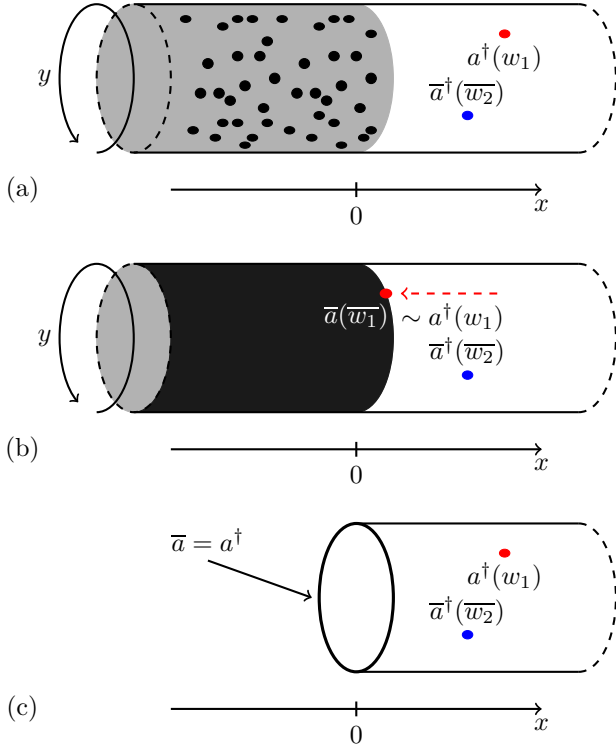 a†(w₁)
y
a̅†(w̅₂)
(a)
0
x
a̅(w̅₁) ∼ a†(w₁)
y
a̅†(w̅₂)
(b)
0
x
a̅ = a†
a†(w₁)
a̅†(w̅₂)
(c)
0
x